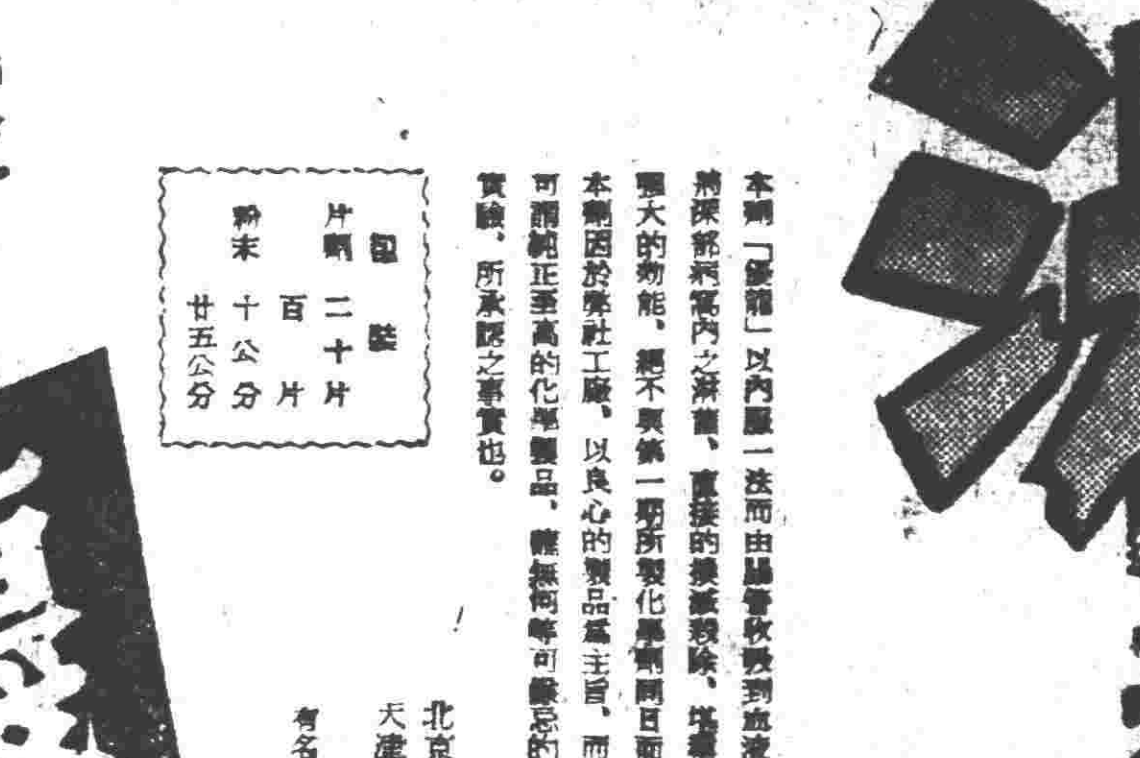 本劑「優龍」以內服一法而由腸管收吸到血液
將深部病竈內之淋菌、直接的撲滅殺除、堪
强大的効能、絕不與第一期所製化學劑同日而
本劑因於弊社工廠、以良心的製品爲主旨、而
可謂純正至高的化學製品、確無何等可嫌忌的
實驗、所承認之事實也。
包裝
片劑 二十片
百片
粉末 十公分
廿五公分
北京
天津
有名